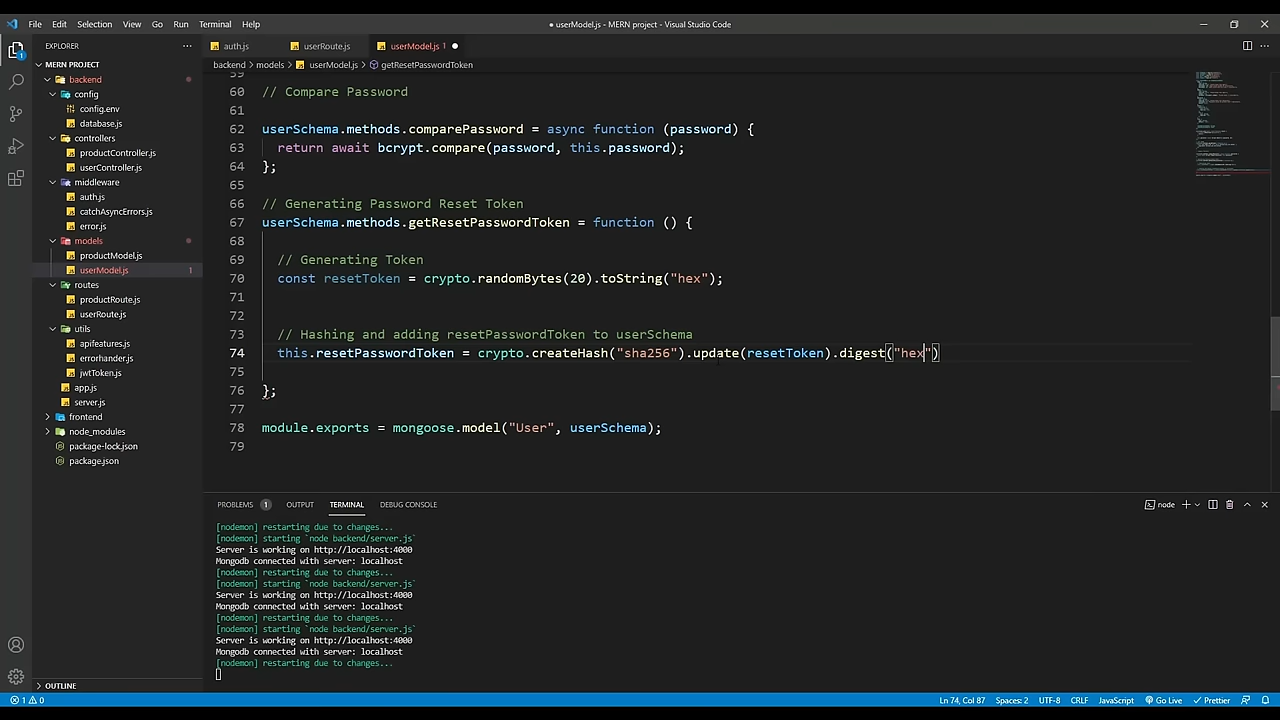 File Edit Selection View Go Run Terminal Help
● userModel.js - MERN project - Visual Studio Code
EXPLORER
MERN PROJECT
backend
config
config.env
database.js
controllers
productController.js
userController.js
middleware
auth.js
catchAsyncErrors.js
error.js
models
productModel.js
userModel.js 1
routes
productRoute.js
userRoute.js
utils
apifeatures.js
errorhander.js
jwtToken.js
app.js
server.js
frontend
node_modules
package-lock.json
package.json
OUTLINE
auth.js userRoute.js userModel.js 1 ●
backend > models > userModel.js > getResetPasswordToken
59
60 // Compare Password
61
62 userSchema.methods.comparePassword = async function (password) {
63 return await bcrypt.compare(password, this.password);
64 };
65
66 // Generating Password Reset Token
67 userSchema.methods.getResetPasswordToken = function () {
68
69 // Generating Token
70 const resetToken = crypto.randomBytes(20).toString("hex");
71
72
73 // Hashing and adding resetPasswordToken to userSchema
74 this.resetPasswordToken = crypto.createHash("sha256").update(resetToken).digest("hex")
75
76 };
77
78 module.exports = mongoose.model("User", userSchema);
79
PROBLEMS 1 OUTPUT TERMINAL DEBUG CONSOLE
node
[nodemon] restarting due to changes...
[nodemon] starting `node backend/server.js`
Server is working on http://localhost:4000
Mongodb connected with server: localhost
[nodemon] restarting due to changes...
[nodemon] starting `node backend/server.js`
Server is working on http://localhost:4000
Mongodb connected with server: localhost
[nodemon] restarting due to changes...
[nodemon] starting `node backend/server.js`
Server is working on http://localhost:4000
Mongodb connected with server: localhost
[nodemon] restarting due to changes...
1 0
Ln 74, Col 87 Spaces: 2 UTF-8 CRLF JavaScript Go Live Prettier